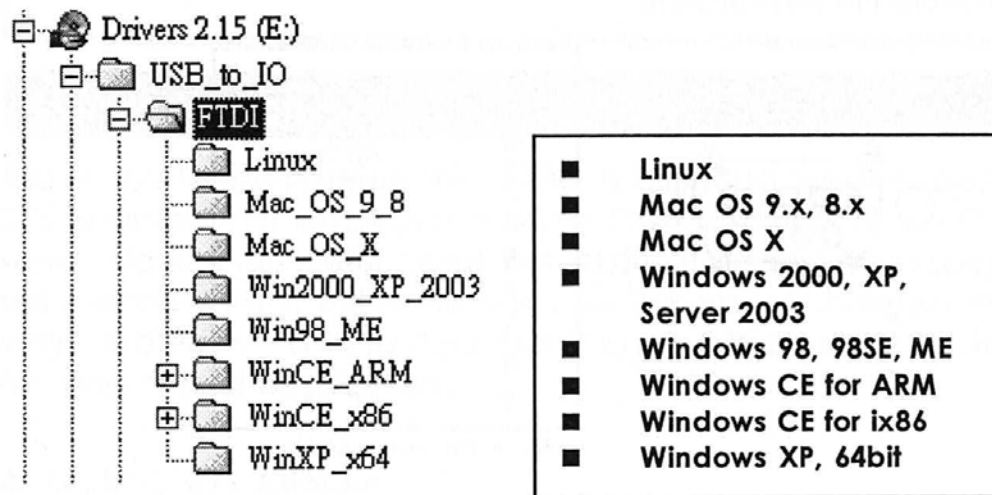 Drivers 2.15 (E:)
USB_to_IO
FTDI
Linux
Mac_OS_9_8
Mac_OS_X
Win2000_XP_2003
Win98_ME
WinCE_ARM
WinCE_x86
WinXP_x64
■ Linux
■ Mac OS 9.x, 8.x
■ Mac OS X
■ Windows 2000, XP,
Server 2003
■ Windows 98, 98SE, ME
■ Windows CE for ARM
■ Windows CE for ix86
■ Windows XP, 64bit